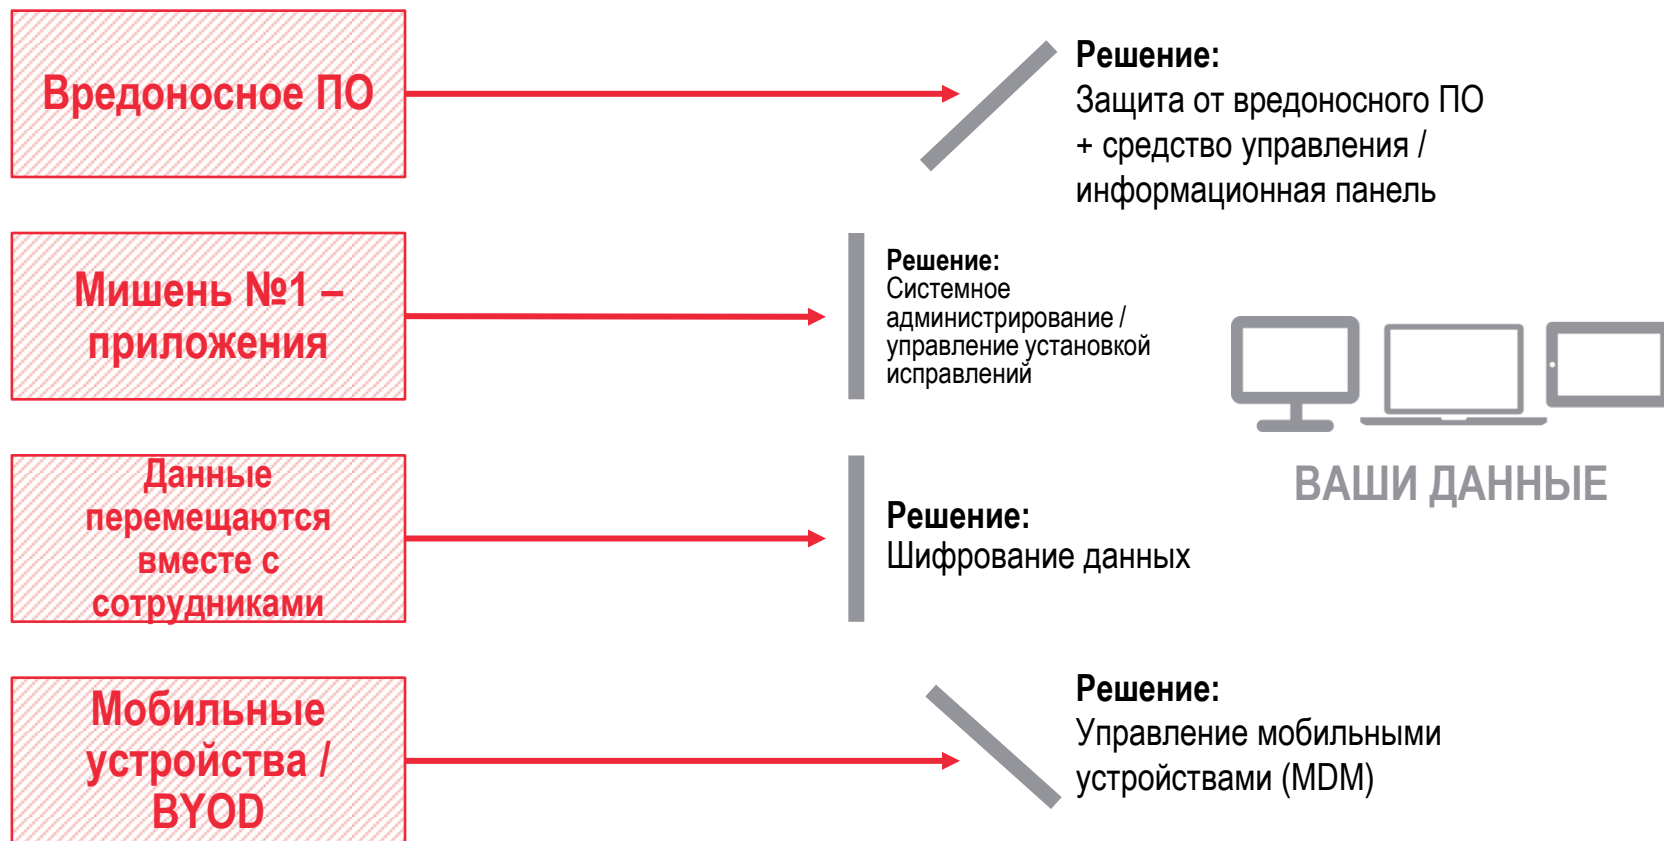 Вредоносное ПО
Решение:
Защита от вредоносного ПО
+ средство управления /
информационная панель
Мишень №1 –
приложения
Решение:
Системное
администрирование /
управление установкой
исправлений
Данные
перемещаются
вместе с
сотрудниками
Решение:
Шифрование данных
ВАШИ ДАННЫЕ
Мобильные
устройства /
BYOD
Решение:
Управление мобильными
устройствами (MDM)